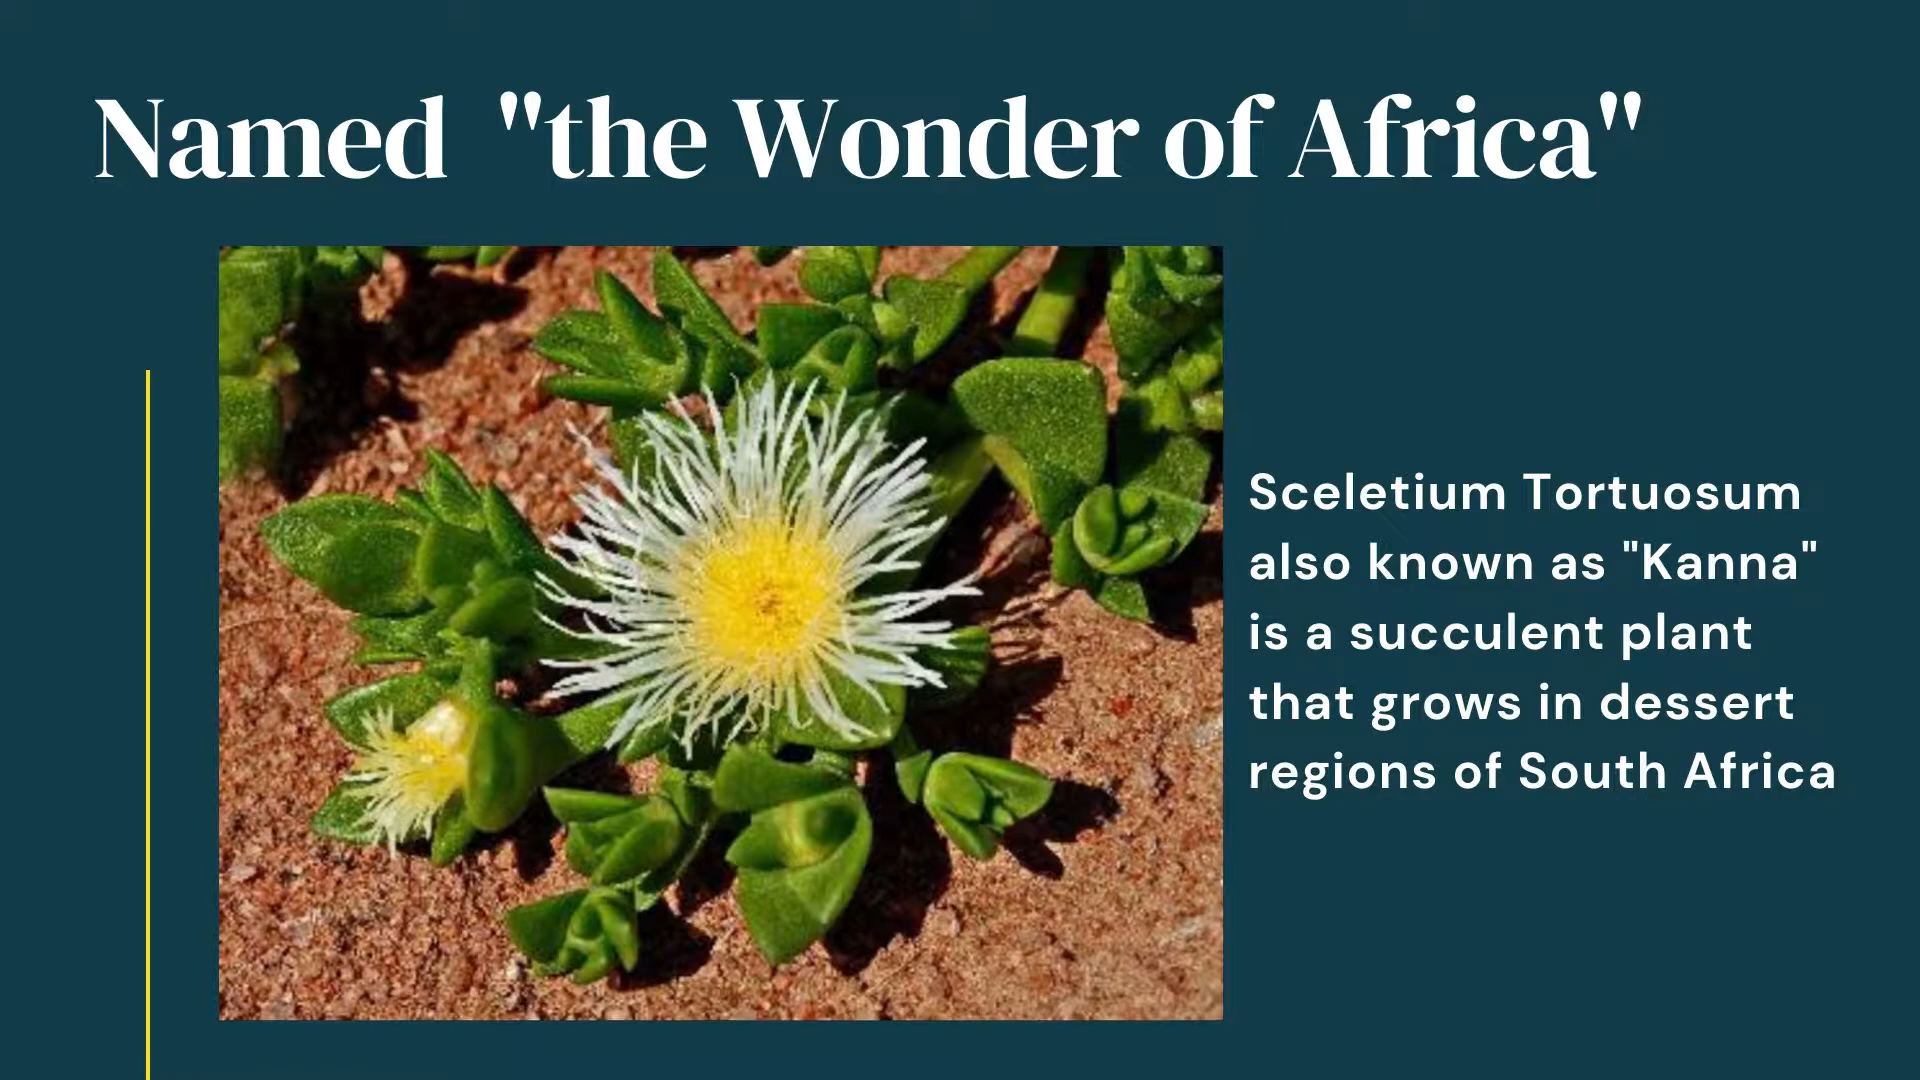 Named "the Wonder of Africa"
Sceletium Tortuosum
also known as "Kanna"
is a succulent plant
that grows in dessert
regions of South Africa